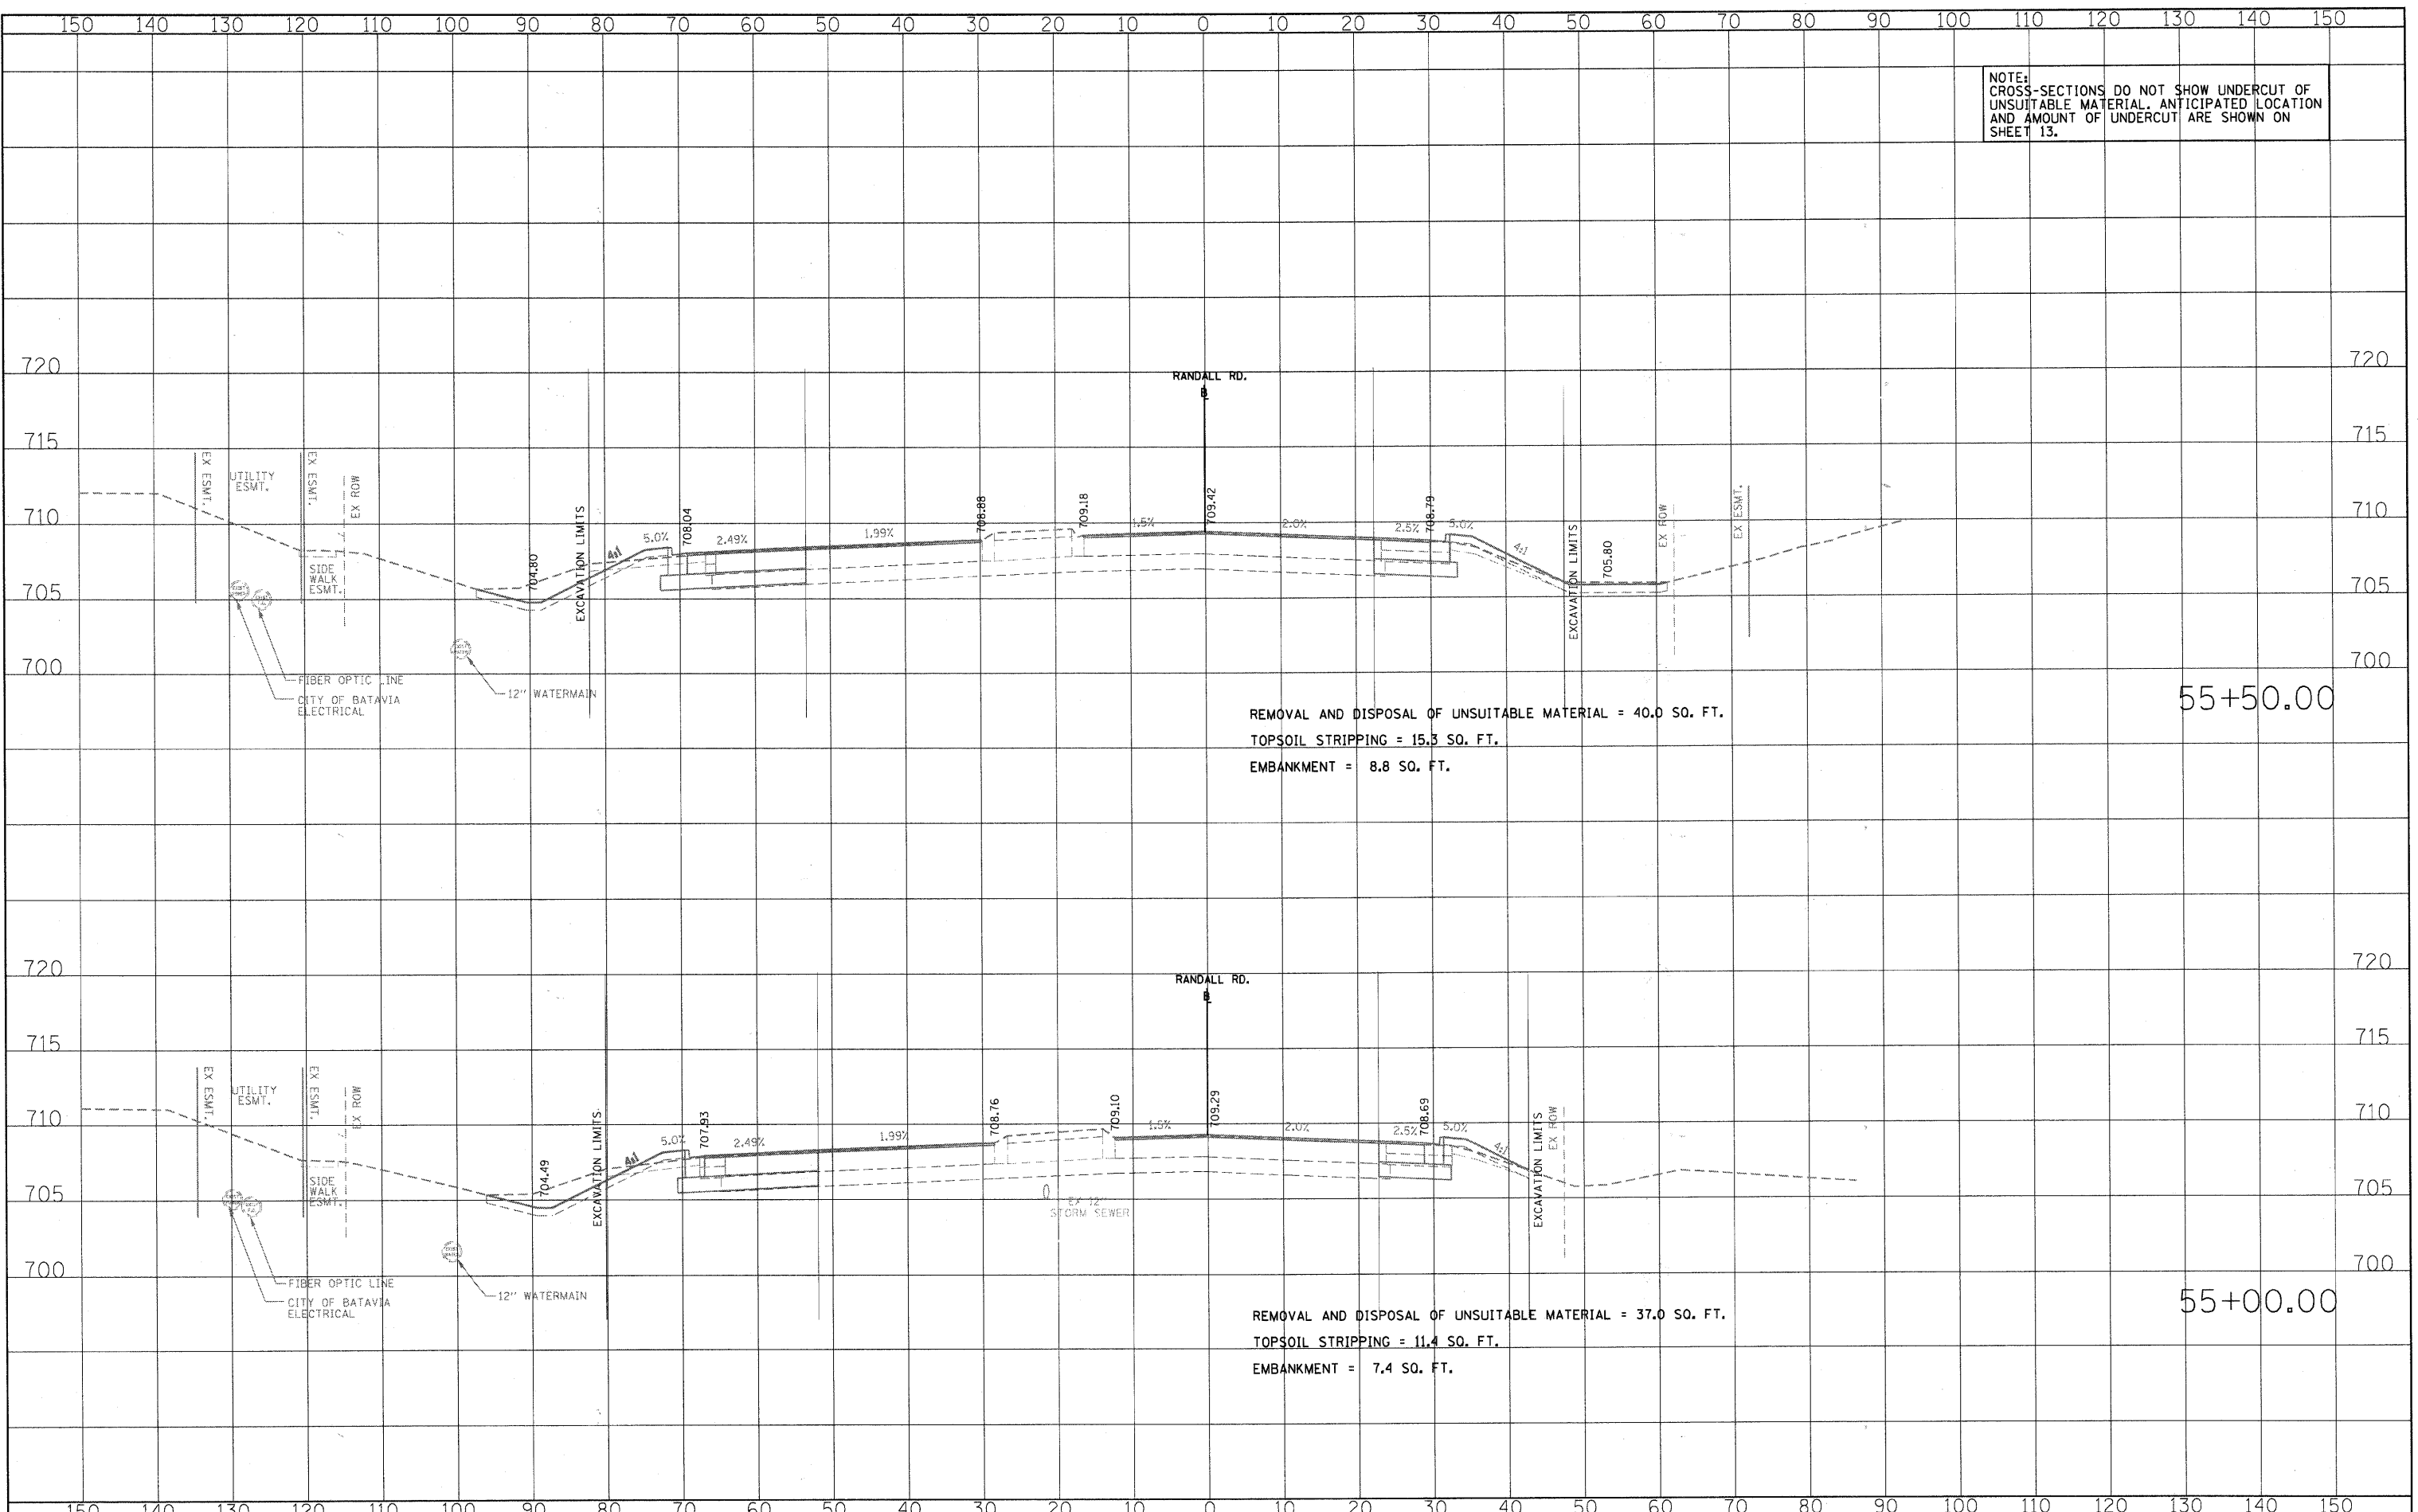 150 140 130 120 110 100 90 80 70 60 50 40 30 20 10 0 10 20 30 40 50 60 70 80 90 100 110 120 130 140 150
NOTE:
CROSS-SECTIONS DO NOT SHOW UNDERCUT OF
UNSUITABLE MATERIAL. ANTICIPATED LOCATION
AND AMOUNT OF UNDERCUT ARE SHOWN ON
SHEET 13.
720 720
RANDALL RD.
715 715
EX ESMT.
UTILITY
ESMT.
EX ESMT.
EX ROW
SIDE
WALK
ESMT.
710 710
704.80
EXCAVATION LIMITS
4:1
5.0%
708.04
2.49%
1.99%
708.88
709.18
1.5%
709.42
2.0%
2.5%
708.79
5.0%
4:1
EXCAVATION LIMITS
705.80
EX ROW
EX ESMT.
705 705
700 700
FIBER OPTIC LINE
CITY OF BATAVIA
ELECTRICAL
12" WATERMAIN
55+50.00
REMOVAL AND DISPOSAL OF UNSUITABLE MATERIAL = 40.0 SQ. FT.
TOPSOIL STRIPPING = 15.3 SQ. FT.
EMBANKMENT = 8.8 SQ. FT.
720 720
RANDALL RD.
715 715
EX ESMT.
UTILITY
ESMT.
EX ESMT.
EX ROW
SIDE
WALK
ESMT.
710 710
704.49
EXCAVATION LIMITS
4:1
5.0%
707.93
2.49%
1.99%
708.76
709.10
1.5%
709.29
2.0%
2.5%
708.69
5.0%
4:1
EXCAVATION LIMITS
EX ROW
705 705
EX 12"
STORM SEWER
700 700
FIBER OPTIC LINE
CITY OF BATAVIA
ELECTRICAL
12" WATERMAIN
55+00.00
REMOVAL AND DISPOSAL OF UNSUITABLE MATERIAL = 37.0 SQ. FT.
TOPSOIL STRIPPING = 11.4 SQ. FT.
EMBANKMENT = 7.4 SQ. FT.
150 140 130 120 110 100 90 80 70 60 50 40 30 20 10 0 10 20 30 40 50 60 70 80 90 100 110 120 130 140 150